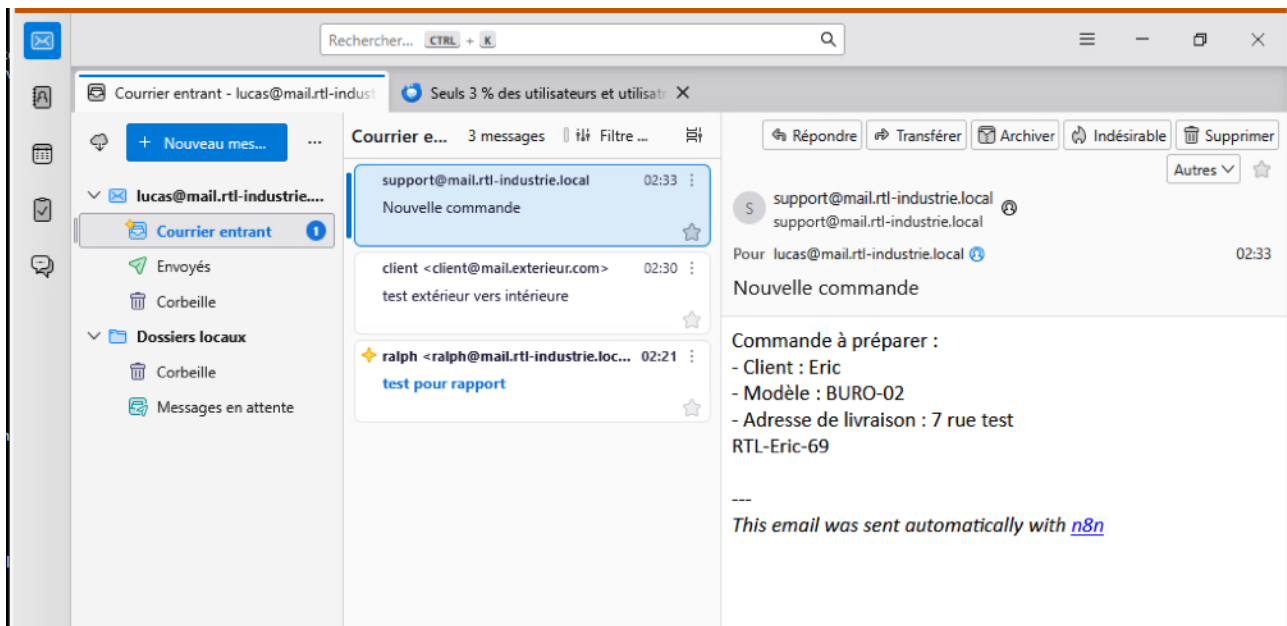 Rechercher... CTRL + K
Courrier entrant - lucas@mail.rtl-indust
Seuls 3 % des utilisateurs et utilisatr
+ Nouveau mes... ...
lucas@mail.rtl-industrie....
Courrier entrant 1
Envoyés
Corbeille
Dossiers locaux
Corbeille
Messages en attente
Courrier e... 3 messages Filtre ...
support@mail.rtl-industrie.local 02:33
Nouvelle commande
client <client@mail.exterieur.com> 02:30
test extérieur vers intérieure
ralph <ralph@mail.rtl-industrie.loc... 02:21
test pour rapport
Répondre Transférer Archiver Indésirable Supprimer
Autres
S
support@mail.rtl-industrie.local
support@mail.rtl-industrie.local
Pour lucas@mail.rtl-industrie.local 02:33
Nouvelle commande
Commande à préparer :
- Client : Eric
- Modèle : BURO-02
- Adresse de livraison : 7 rue test
RTL-Eric-69
---
This email was sent automatically with n8n